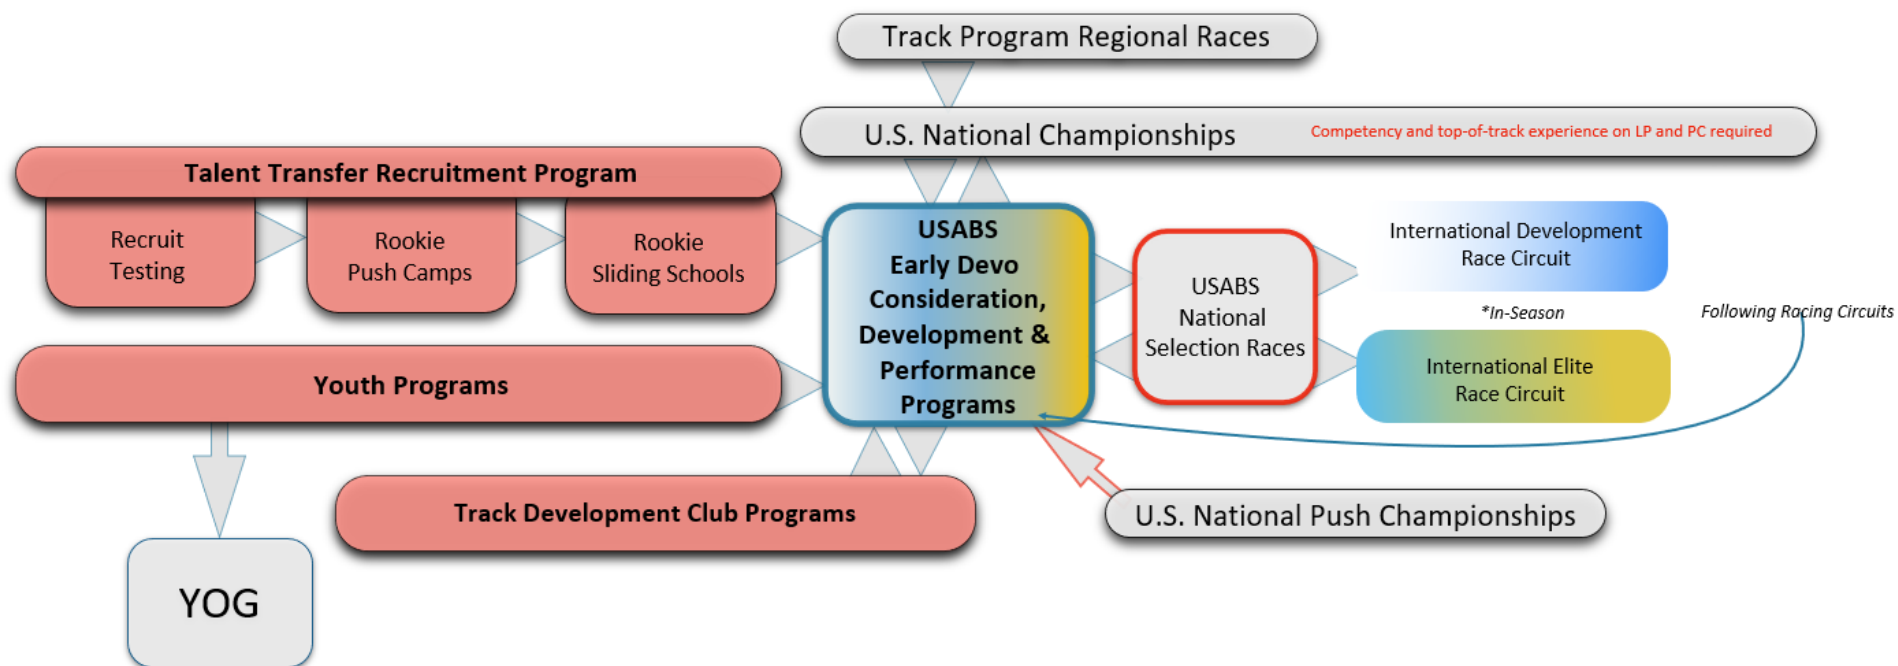 Track Program Regional Races
U.S. National Championships
Competency and top-of-track experience on LP and PC required
Talent Transfer Recruitment Program
Recruit
Testing
Rookie
Push Camps
Rookie
Sliding Schools
USABS
Early Devo
Consideration,
Development &
Performance
Programs
USABS
National
Selection Races
International Development
Race Circuit
*In-Season
Following Racing Circuits
International Elite
Race Circuit
Youth Programs
Track Development Club Programs
U.S. National Push Championships
YOG